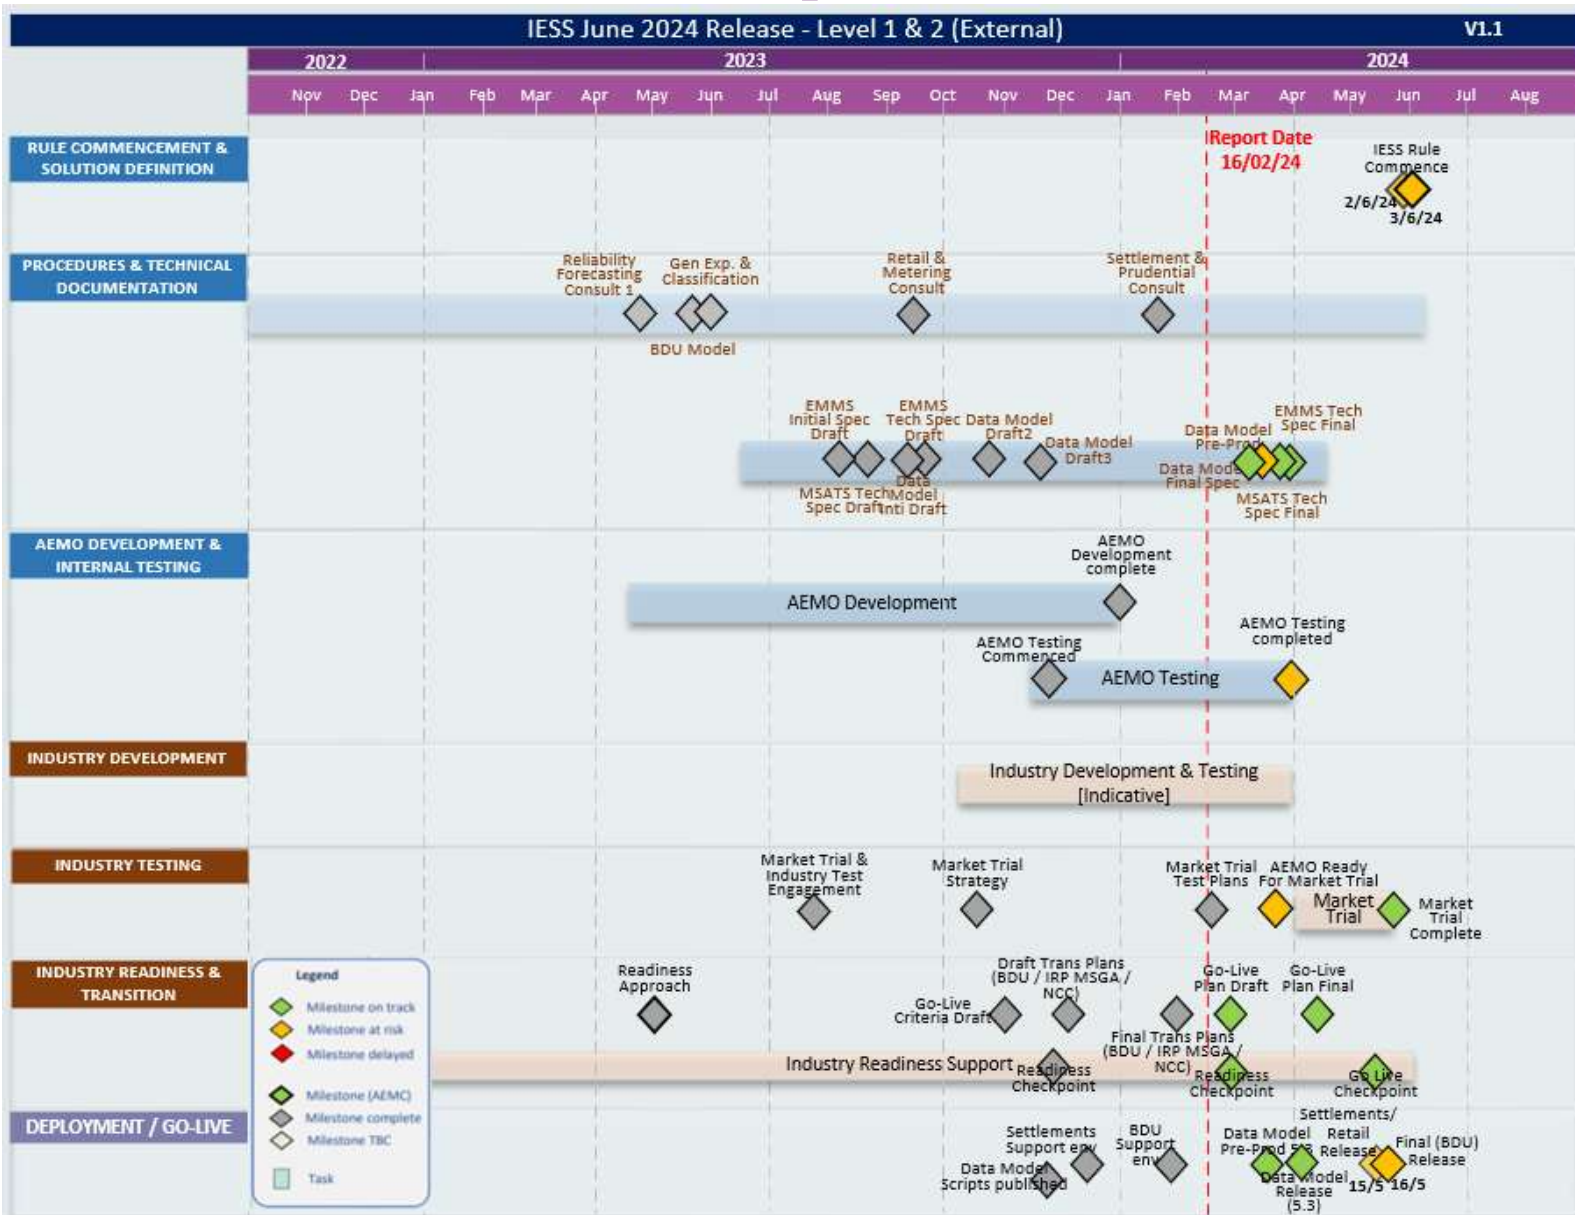 IESS June 2024 Release - Level 1 & 2 (External)
V1.1
2022
2023
2024
Nov
Dec
Jan
Feb
Mar
Apr
May
Jun
Jul
Aug
Sep
Oct
Nov
Dec
Jan
Feb
Mar
Apr
May
Jun
Jul
Aug
Report Date
16/02/24
RULE COMMENCEMENT &
SOLUTION DEFINITION
IESS Rule
Commence
2/6/24
3/6/24
PROCEDURES & TECHNICAL
DOCUMENTATION
Reliability
Forecasting
Consult 1
Gen Exp. &
Classification
BDU Model
Retail &
Metering
Consult
Settlement &
Prudential
Consult
EMMS
Initial Spec
Draft
MSATS Tech
Spec Draft
EMMS
Tech Spec
Draft
Data
Model
Inti Draft
Data Model
Draft2
Data Model
Draft3
Data Model
Pre-Prod
Data Model
Final Spec
EMMS Tech
Spec Final
MSATS Tech
Spec Final
AEMO DEVELOPMENT &
INTERNAL TESTING
AEMO Development
AEMO
Development
complete
AEMO Testing
Commenced
AEMO Testing
AEMO Testing
completed
INDUSTRY DEVELOPMENT
Industry Development & Testing
[Indicative]
INDUSTRY TESTING
Market Trial &
Industry Test
Engagement
Market Trial
Strategy
Market Trial
Test Plans
AEMO Ready
For Market Trial
Market
Trial
Market
Trial
Complete
INDUSTRY READINESS &
TRANSITION
Readiness
Approach
Go-Live
Criteria Draft
Draft Trans Plans
(BDU / IRP MSGA /
NCC)
Final Trans Plans
(BDU / IRP MSGA /
NCC)
Go-Live
Plan Draft
Go-Live
Plan Final
Industry Readiness Support
Readiness
Checkpoint
Readiness
Checkpoint
Go Live
Checkpoint
Legend
Milestone on track
Milestone at risk
Milestone delayed
Milestone (AEMC)
Milestone complete
Milestone TBC
Task
DEPLOYMENT / GO-LIVE
Data Model
Scripts published
Settlements
Support env
BDU
Support
env
Data Model
Pre-Prod 5.3
Data Model
Release
(5.3)
Settlements/
Retail
Release
15/5
16/5
Final (BDU)
Release